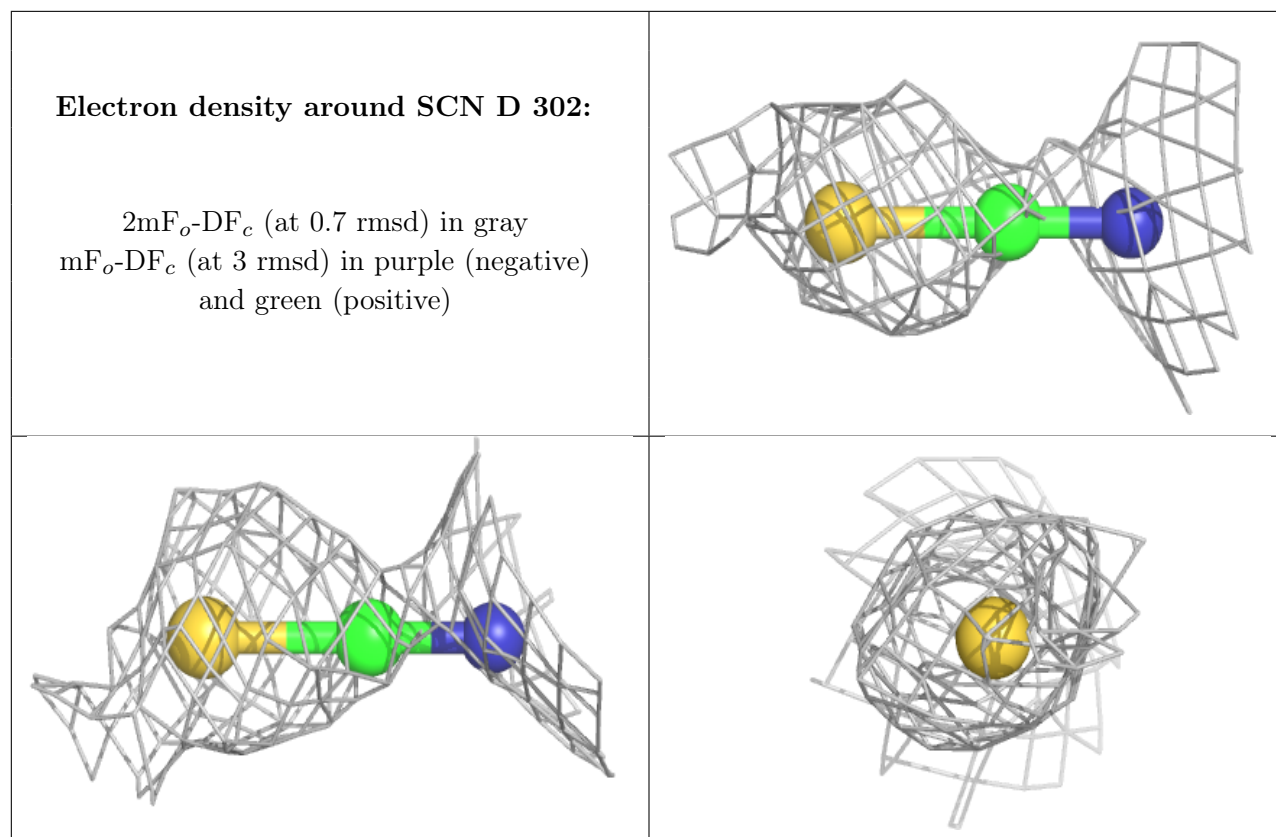 Electron density around SCN D 302:
2mFo-DFc (at 0.7 rmsd) in gray
mFo-DFc (at 3 rmsd) in purple (negative)
and green (positive)